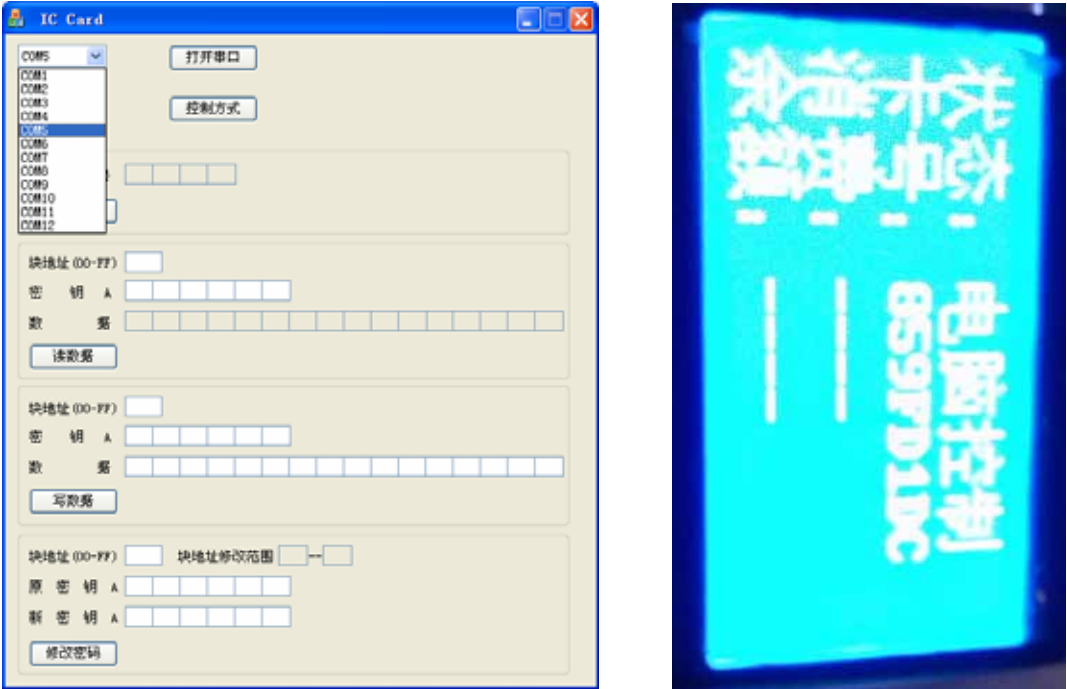 IC Card
COM5
打开串口
COM1
COM2
COM3
COM4
COM5
COM6
COM7
COM8
COM9
COM10
COM11
COM12
控制方式
块地址(00-FF)
密 钥 A
数 据
读数据
块地址(00-FF)
密 钥 A
数 据
写数据
块地址(00-FF) 块地址修改范围 --
原 密 钥 A
新 密 钥 A
修改密码
状态: 电脑控制
卡号: 859FD1DC
消费: ----
余额: ----